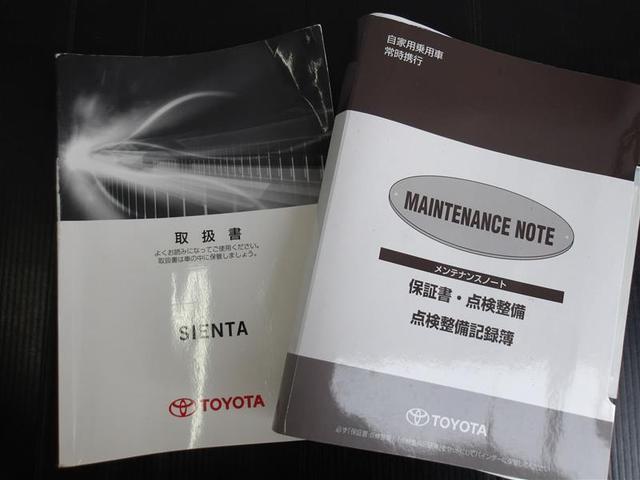 取扱書
よくお読みになってご使用ください。
取扱書は車の中に保管しましょう。
SIENTA
TOYOTA
自家用乗用車
常時携行
MAINTENANCE NOTE
メンテナンスノート
保証書・点検整備
点検整備記録簿
TOYOTA